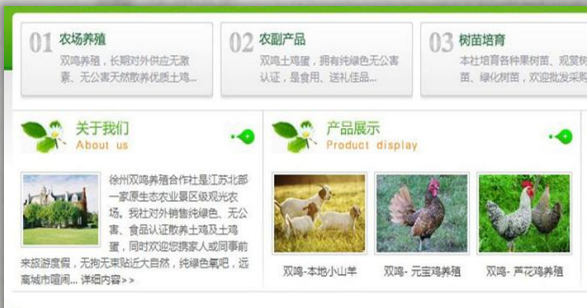 01 农场养殖
双鸣养殖，长期对外供应无激
素、无公害天然散养优质土鸡...
02 农副产品
双鸣土鸡蛋，拥有纯绿色无公害
认证，是食用、送礼佳品...
03 树苗培育
本社培育各种果树苗、观赏树
苗、绿化树苗，欢迎批发采购
关于我们
About us
徐州双鸣养殖合作社是江苏北部
一家原生态农业景区级观光农
场。我社对外销售纯绿色、无公
害、食品认证散养土鸡及土鸡
蛋，同时欢迎您携家人或同事前
来旅游度假，无拘无束贴近大自然，纯绿色氧吧，远
离城市喧闹... 详细内容>>
产品展示
Product display
双鸣-本地小山羊
双鸣- 元宝鸡养殖
双鸣- 芦花鸡养殖